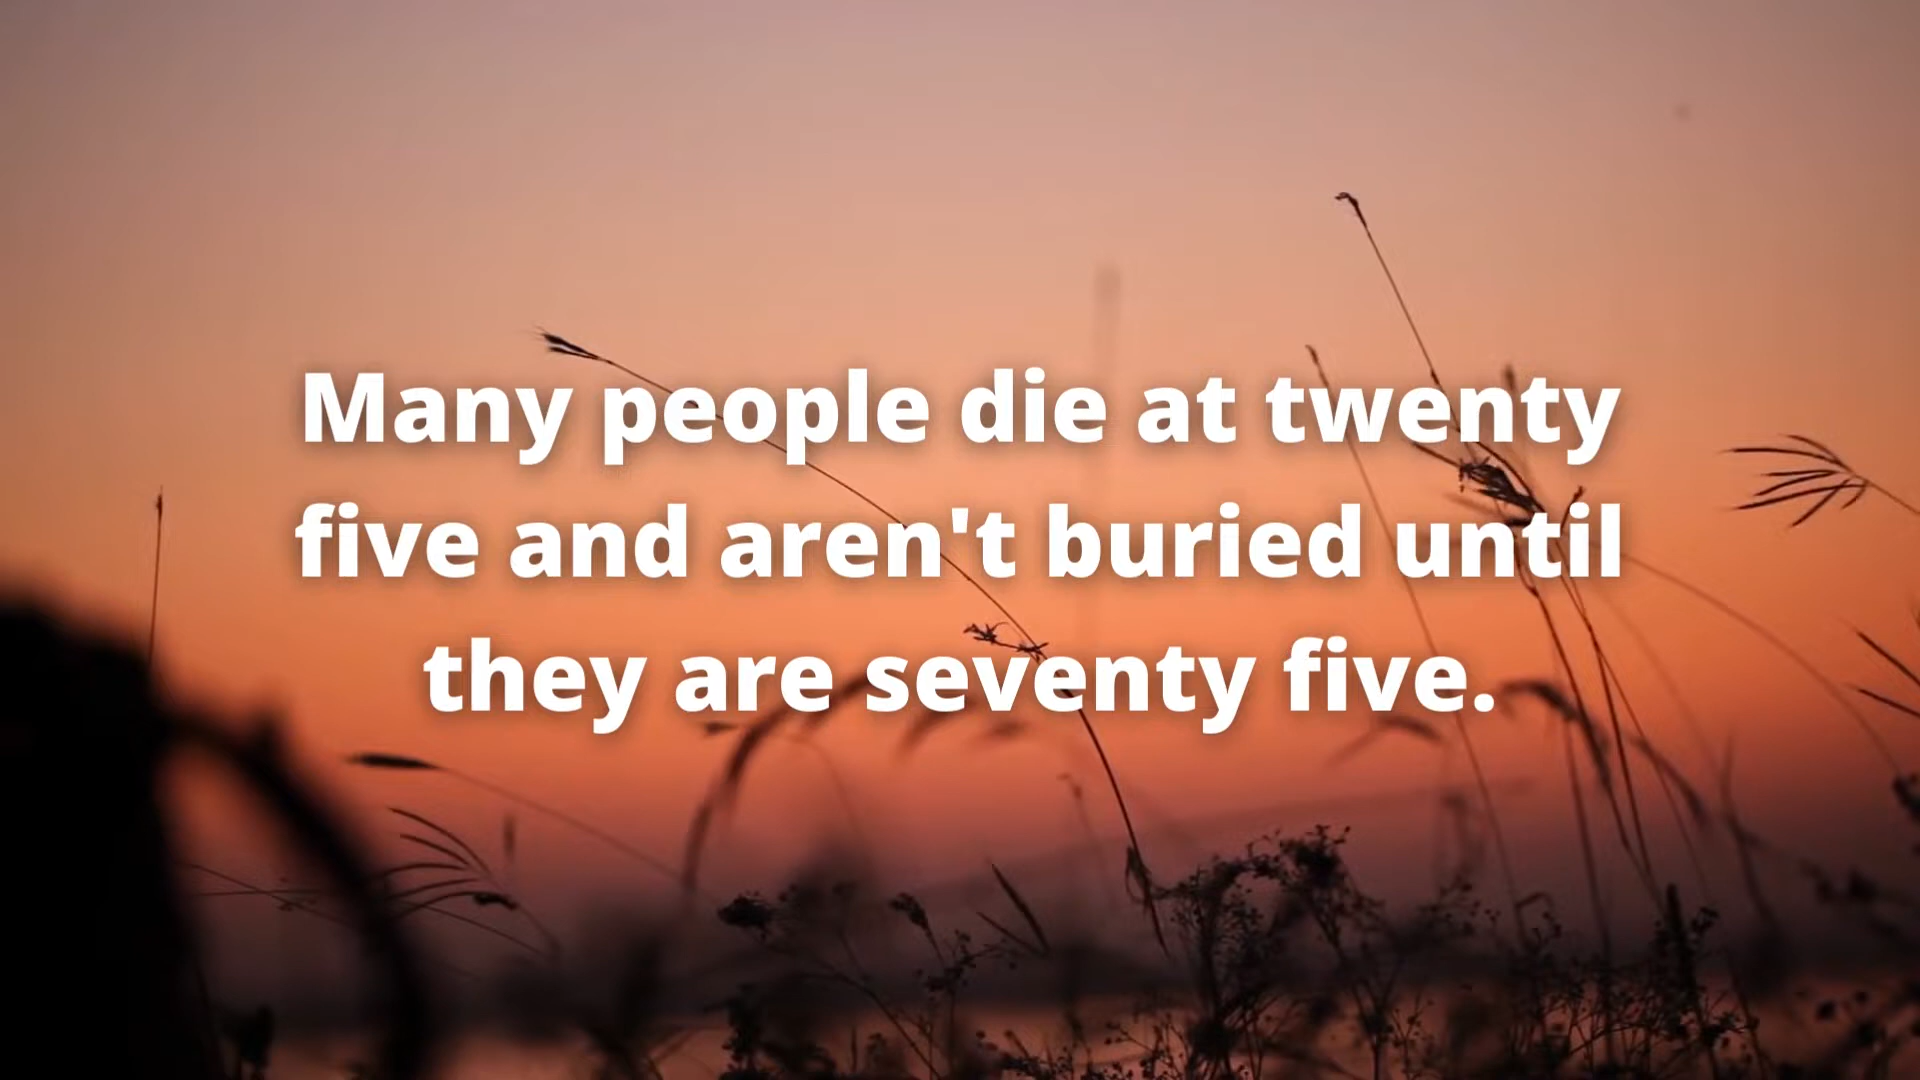 Many people die at twenty
five and aren't buried until
they are seventy five.